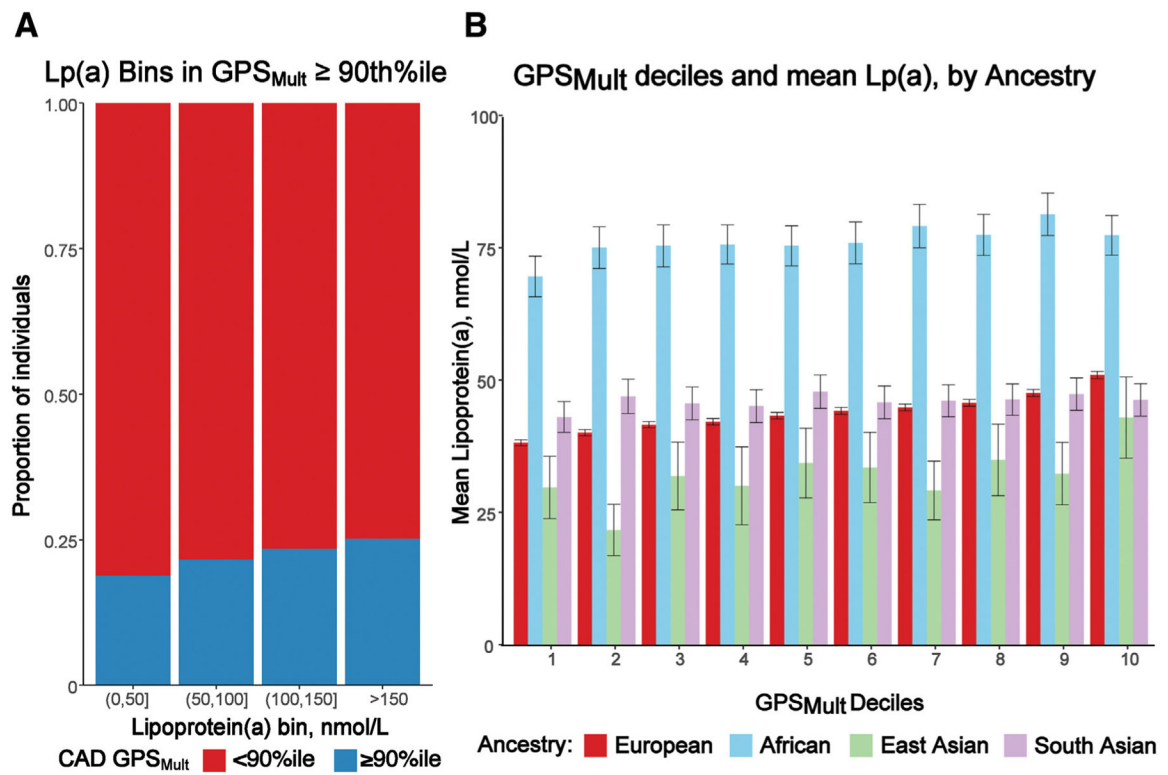 A
Lp(a) Bins in GPSMult ≥ 90th%ile
1.00
0.75
0.50
0.25
0
Proportion of individuals
(0,50] (50,100] (100,150] >150
Lipoprotein(a) bin, nmol/L
CAD GPSMult <90%ile ≥90%ile
B
GPSMult deciles and mean Lp(a), by Ancestry
100
75
50
25
0
Mean Lipoprotein(a), nmol/L
1 2 3 4 5 6 7 8 9 10
GPSMult Deciles
Ancestry: European African East Asian South Asian